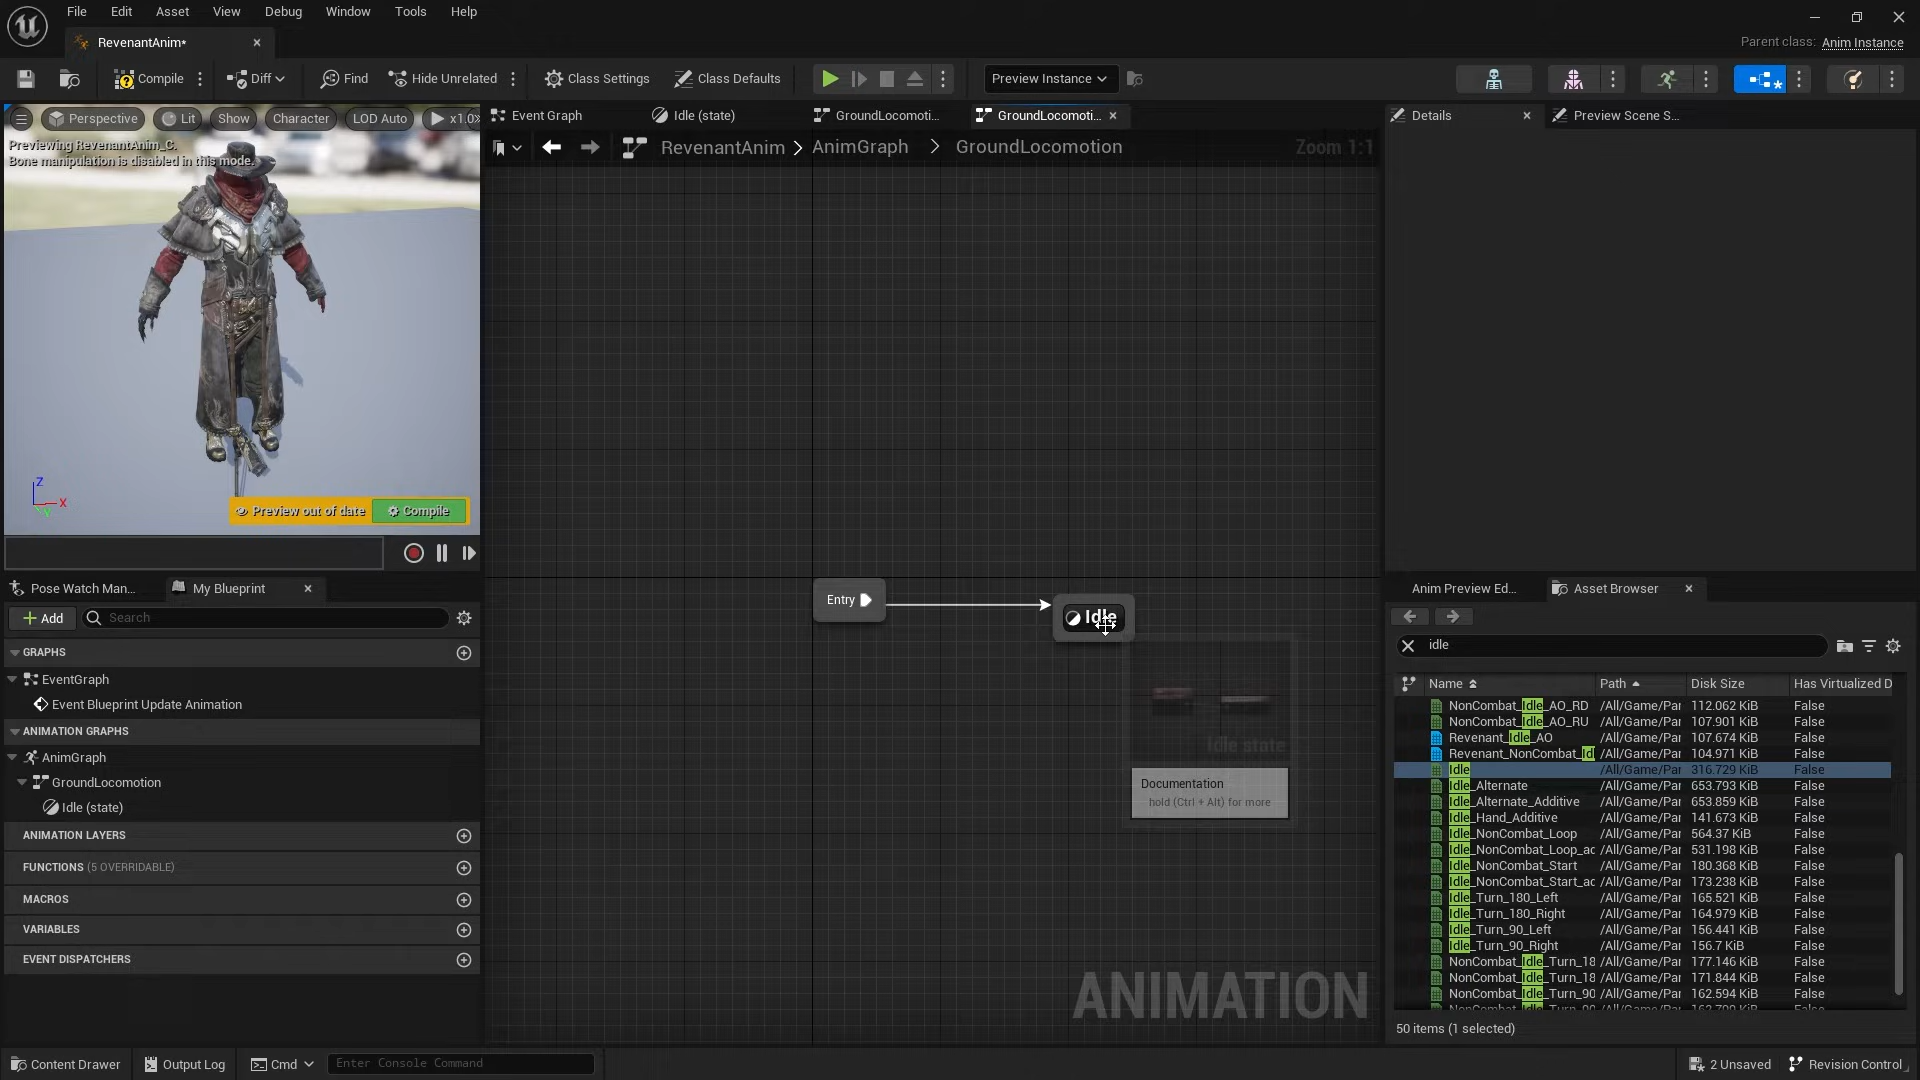 File Edit Asset View Debug Window Tools Help
RevenantAnim*
Parent class: Anim Instance
Compile
Diff
Find
Hide Unrelated
Class Settings
Class Defaults
Preview Instance
Perspective
Lit
Show
Character
LOD Auto
x1.0
Previewing RevenantAnim_C.
Bone manipulation is disabled in this mode.
Z
X
Preview out of date
Compile
Event Graph
Idle (state)
GroundLocomoti...
GroundLocomoti...
RevenantAnim > AnimGraph > GroundLocomotion
Zoom 1:1
Entry
Idle
Idle state
Documentation
hold (Ctrl + Alt) for more
ANIMATION
Pose Watch Man...
My Blueprint
Add
Search
GRAPHS
EventGraph
Event Blueprint Update Animation
ANIMATION GRAPHS
AnimGraph
GroundLocomotion
Idle (state)
ANIMATION LAYERS
FUNCTIONS (5 OVERRIDABLE)
MACROS
VARIABLES
EVENT DISPATCHERS
Details
Preview Scene S...
Anim Preview Ed...
Asset Browser
idle
Name Path Disk Size Has Virtualized D
NonCombat_Idle_AO_RD /All/Game/Par 112.062 KiB False
NonCombat_Idle_AO_RU /All/Game/Par 107.901 KiB False
Revenant_Idle_AO /All/Game/Par 107.674 KiB False
Revenant_NonCombat_Idl /All/Game/Par 104.971 KiB False
Idle /All/Game/Par 316.729 KiB False
Idle_Alternate /All/Game/Par 653.793 KiB False
Idle_Alternate_Additive /All/Game/Par 653.859 KiB False
Idle_Hand_Additive /All/Game/Par 141.673 KiB False
Idle_NonCombat_Loop /All/Game/Par 564.37 KiB False
Idle_NonCombat_Loop_ac /All/Game/Par 531.198 KiB False
Idle_NonCombat_Start /All/Game/Par 180.368 KiB False
Idle_NonCombat_Start_ac /All/Game/Par 173.238 KiB False
Idle_Turn_180_Left /All/Game/Par 165.521 KiB False
Idle_Turn_180_Right /All/Game/Par 164.979 KiB False
Idle_Turn_90_Left /All/Game/Par 156.441 KiB False
Idle_Turn_90_Right /All/Game/Par 156.7 KiB False
NonCombat_Idle_Turn_18 /All/Game/Par 177.146 KiB False
NonCombat_Idle_Turn_18 /All/Game/Par 171.844 KiB False
NonCombat_Idle_Turn_90 /All/Game/Par 162.594 KiB False
50 items (1 selected)
Content Drawer
Output Log
Cmd
Enter Console Command
2 Unsaved
Revision Control